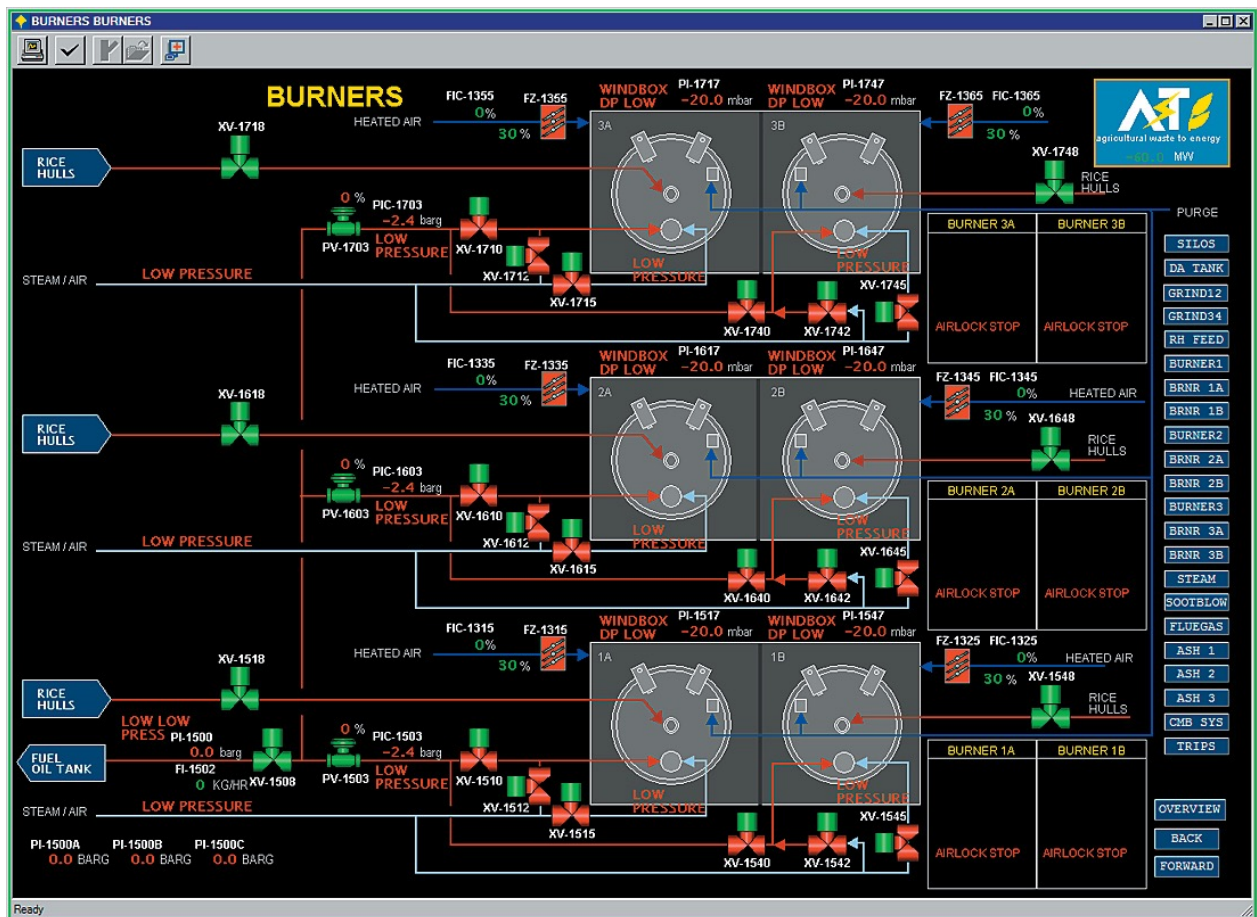 BURNERS BURNERS
BURNERS
FIC-1355
0%
FZ-1355
HEATED AIR
30 %
WINDBOX
DP LOW
PI-1717
-20.0 mbar
WINDBOX
DP LOW
PI-1747
-20.0 mbar
FZ-1365
FIC-1365
0%
30 %
agricultural waste to energy
-60.0 MW
XV-1718
RICE
HULLS
3A
3B
XV-1748
RICE
HULLS
PURGE
0 %
PIC-1703
-2.4 barg
PV-1703
LOW
PRESSURE
XV-1710
XV-1712
XV-1715
LOW PRESSURE
STEAM / AIR
LOW
PRESSURE
LOW
PRESSURE
XV-1745
XV-1740
XV-1742
BURNER 3A
BURNER 3B
AIRLOCK STOP
AIRLOCK STOP
FIC-1335
0%
FZ-1335
HEATED AIR
30 %
WINDBOX
DP LOW
PI-1617
-20.0 mbar
WINDBOX
DP LOW
PI-1647
-20.0 mbar
FZ-1345
FIC-1345
0%
HEATED AIR
30 %
XV-1618
RICE
HULLS
2A
2B
XV-1648
RICE
HULLS
0 %
PIC-1603
-2.4 barg
PV-1603
LOW
PRESSURE
XV-1610
XV-1612
XV-1615
LOW PRESSURE
STEAM / AIR
LOW
PRESSURE
LOW
PRESSURE
XV-1645
XV-1640
XV-1642
BURNER 2A
BURNER 2B
AIRLOCK STOP
AIRLOCK STOP
FIC-1315
0%
FZ-1315
HEATED AIR
30 %
WINDBOX
DP LOW
PI-1517
-20.0 mbar
WINDBOX
DP LOW
PI-1547
-20.0 mbar
FZ-1325
FIC-1325
0%
HEATED AIR
30 %
XV-1518
RICE
HULLS
1A
1B
XV-1548
RICE
HULLS
LOW LOW
PRESS
PI-1500
0.0 barg
FUEL
OIL TANK
FI-1502
0 KG/HR
XV-1508
0 %
PIC-1503
-2.4 barg
PV-1503
LOW
PRESSURE
XV-1510
XV-1512
XV-1515
LOW PRESSURE
STEAM / AIR
LOW
PRESSURE
LOW
PRESSURE
XV-1545
XV-1540
XV-1542
BURNER 1A
BURNER 1B
AIRLOCK STOP
AIRLOCK STOP
PI-1500A
0.0 BARG
PI-1500B
0.0 BARG
PI-1500C
0.0 BARG
SILOS
DA TANK
GRIND12
GRIND34
RH FEED
BURNER1
BRNR 1A
BRNR 1B
BURNER2
BRNR 2A
BRNR 2B
BURNER3
BRNR 3A
BRNR 3B
STEAM
SOOTBLOW
FLUEGAS
ASH 1
ASH 2
ASH 3
CMB SYS
TRIPS
OVERVIEW
BACK
FORWARD
Ready